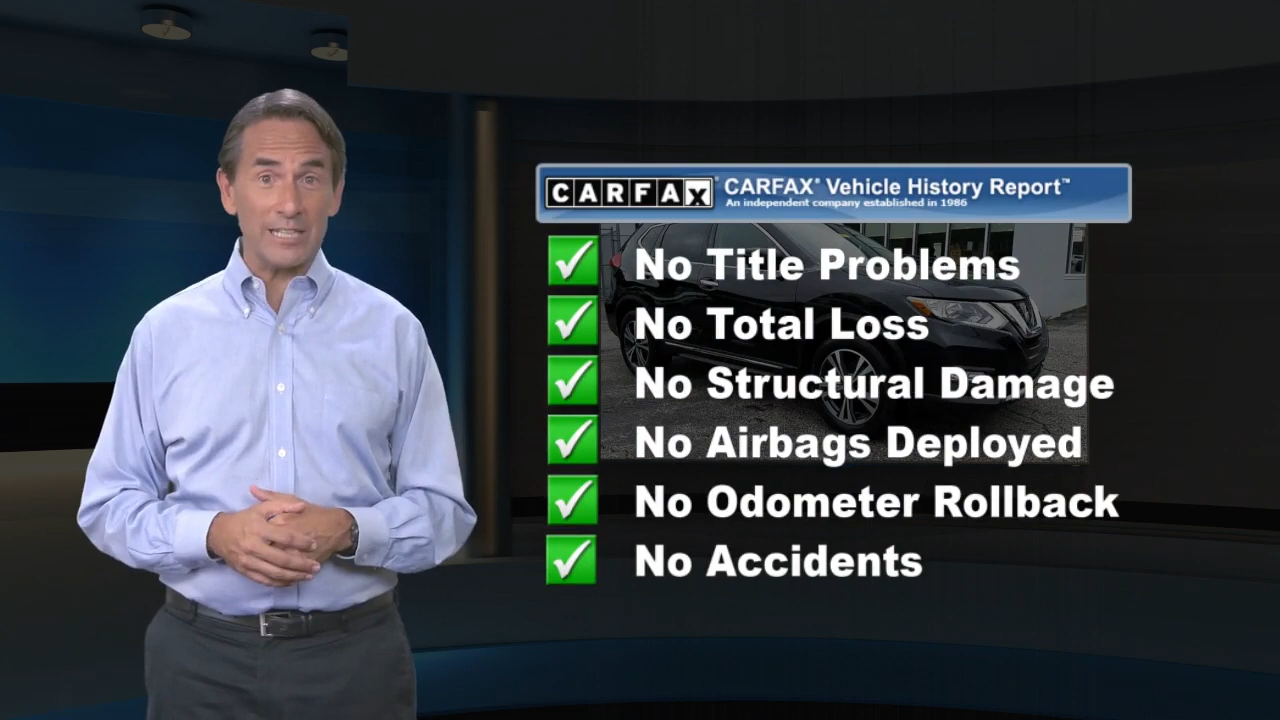 CARFAX® CARFAX® Vehicle History Report™
An independent company established in 1986
No Title Problems
No Total Loss
No Structural Damage
No Airbags Deployed
No Odometer Rollback
No Accidents